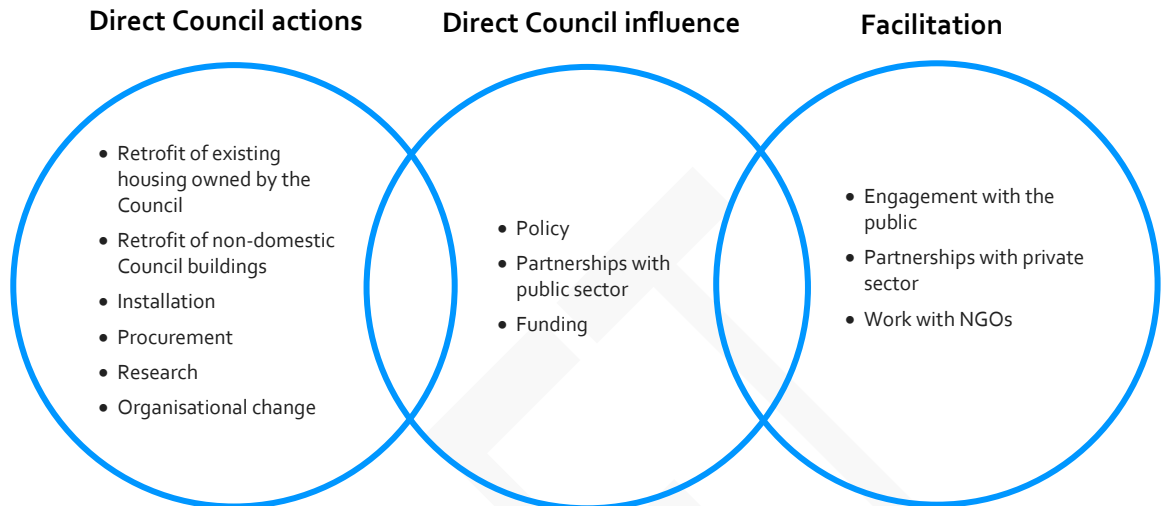 Direct Council actions
Direct Council influence
Facilitation
• Retrofit of existing
housing owned by the
Council
• Retrofit of non-domestic
Council buildings
• Installation
• Procurement
• Research
• Organisational change
• Policy
• Partnerships with
public sector
• Funding
• Engagement with the
public
• Partnerships with private
sector
• Work with NGOs